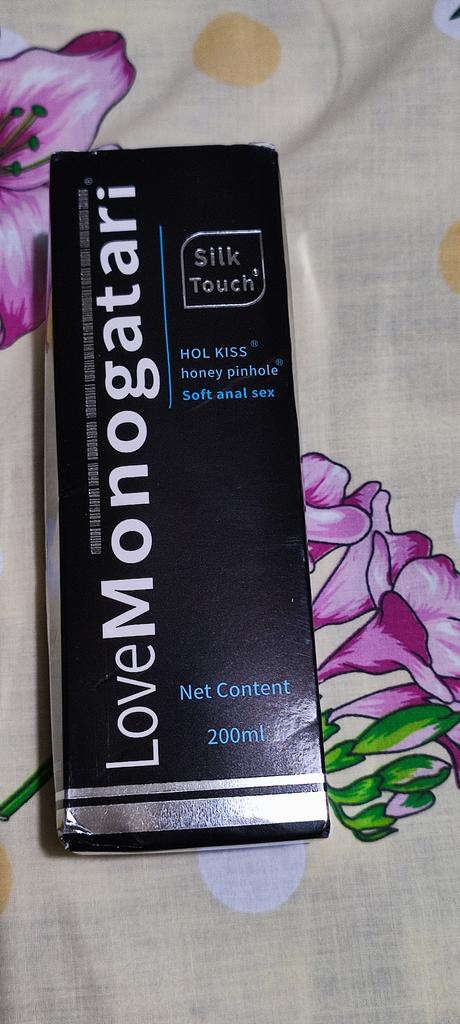 LoveMonogatari®
Silk
Touch®
HOL KISS®
honey pinhole®
Soft anal sex
Net Content
200ml